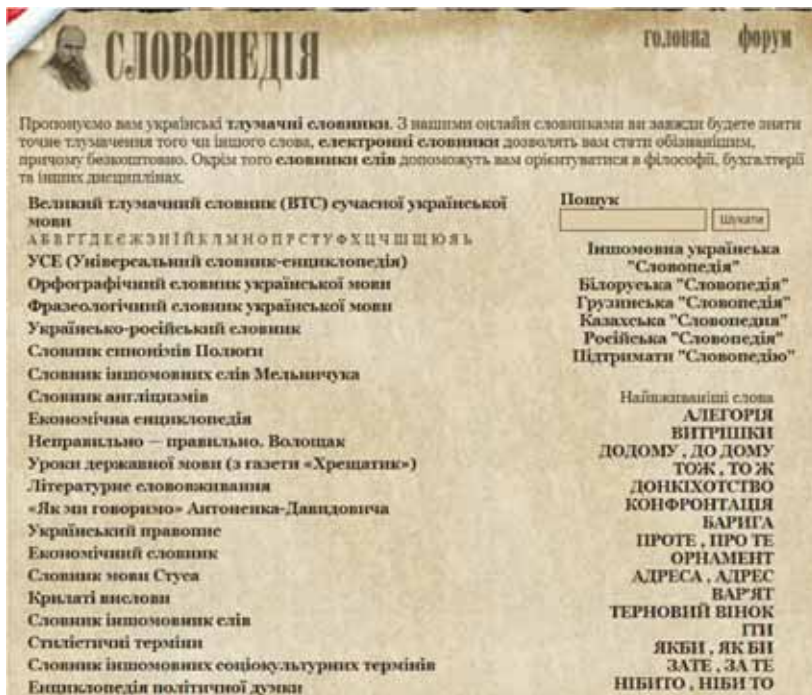 СЛОВОПЕДІЯ
головна форум
Пропонуємо вам українські тлумачні словники. З нашими онлайн словниками ви завжди будете знати
точне тлумачення того чи іншого слова, електронні словники дозволять вам стати обізнанішим,
причому безкоштовно. Окрім того словники слів допоможуть вам орієнтуватися в філософії, бухгалтерії
та інших дисциплінах.
Великий тлумачний словник (ВТС) сучасної української
мови
А Б В Г Ґ Д Е Є Ж З И І Ї Й К Л М Н О П Р С Т У Ф Х Ц Ч Ш Щ Ю Я Ь
УСЕ (Універсальний словник-енциклопедія)
Орфографічний словник української мови
Фразеологічний словник української мови
Українсько-російський словник
Словник синонімів Полюги
Словник іншомовних слів Мельничука
Словник англіцизмів
Економічна енциклопедія
Неправильно — правильно. Волощак
Уроки державної мови (з газети «Хрещатик»)
Літературне слововживання
«Як ми говоримо» Антоненка-Давидовича
Український правопис
Економічний словник
Словник мови Стуса
Крилаті вислови
Словник іншомовник слів
Стилістичні терміни
Словник іншомовних соціокультурних термінів
Енциклопедія політичної думки
Пошук
Шукати
Іншомовна українська
"Словопедія"
Білоруська "Словопедія"
Грузинська "Словопедія"
Казахська "Словопедия"
Російська "Словопедія"
Підтримати "Словопедію"
Найвживаніші слова
АЛЕГОРІЯ
ВИТРІШКИ
ДОДОМУ , ДО ДОМУ
ТОЖ , ТО Ж
ДОНКІХОТСТВО
КОНФРОНТАЦІЯ
БАРИГА
ПРОТЕ , ПРО ТЕ
ОРНАМЕНТ
АДРЕСА , АДРЕС
ВАР'ЯТ
ТЕРНОВИЙ ВІНОК
ІТИ
ЯКБИ , ЯК БИ
ЗАТЕ , ЗА ТЕ
НІБИТО , НІБИ ТО